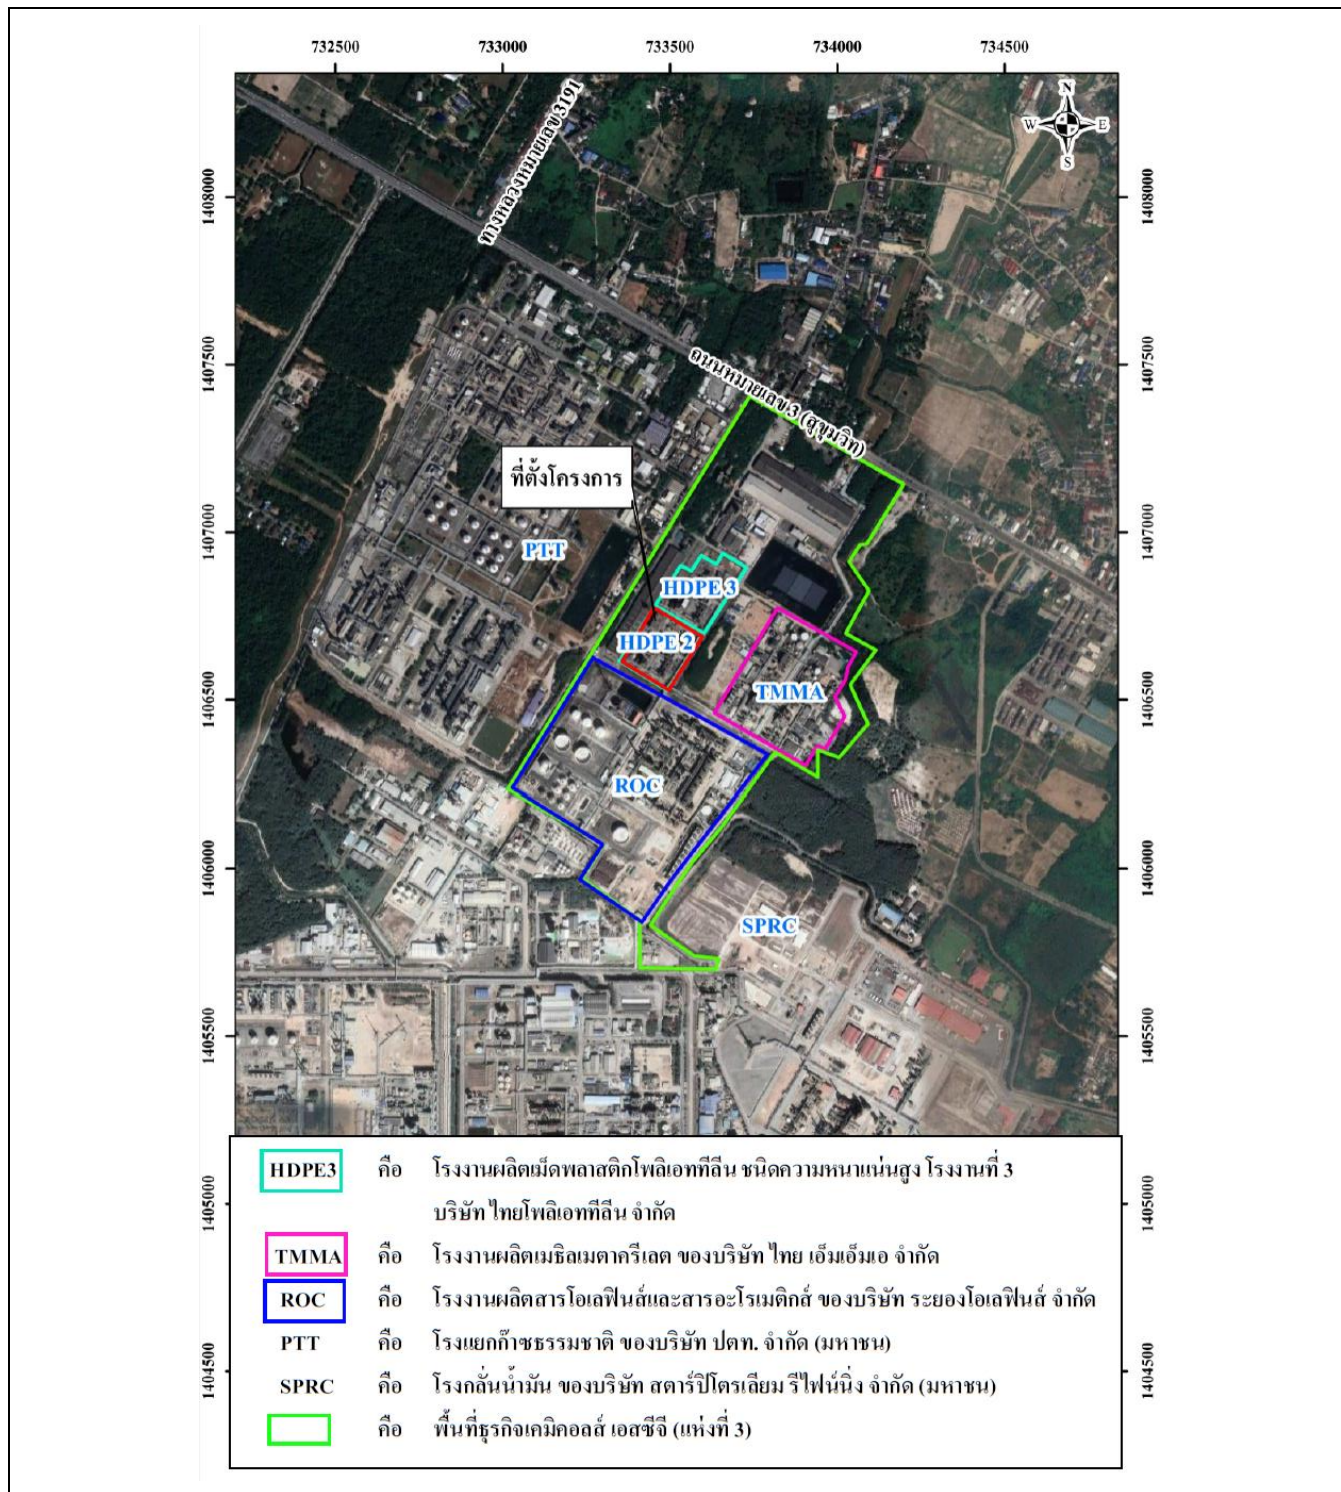 732500 733000 733500 734000 734500
N
W E
S
ทางหลวงหมายเลข 3191
1408000 1408000
1407500 1407500
ถนนหมายเลข 3 (สุขุมวิท)
ที่ตั้งโครงการ
1407000 1407000
PTT
HDPE 3
HDPE 2
TMMA
1406500 1406500
ROC
1406000 1406000
SPRC
1405500 1405500
HDPE3 คือ โรงงานผลิตเม็ดพลาสติกโพลิเอททีลีน ชนิดความหนาแน่นสูง โรงงานที่ 3
1405000 1405000
บริษัท ไทยโพลิเอททีลีน จำกัด
TMMA คือ โรงงานผลิตเมธิลเมตาครีเลต ของบริษัท ไทย เอ็มเอ็มเอ จำกัด
ROC คือ โรงงานผลิตสารโอเลฟินส์และสารอะโรเมติกส์ ของบริษัท ระยองโอเลฟินส์ จำกัด
PTT คือ โรงแยกก๊าซธรรมชาติ ของบริษัท ปตท. จำกัด (มหาชน)
1404500 1404500
SPRC คือ โรงกลั่นน้ำมัน ของบริษัท สตาร์ปิโตรเลียม รีไฟน์นิ่ง จำกัด (มหาชน)
คือ พื้นที่ธุรกิจเคมิคอลส์ เอสซีจี (แห่งที่ 3)